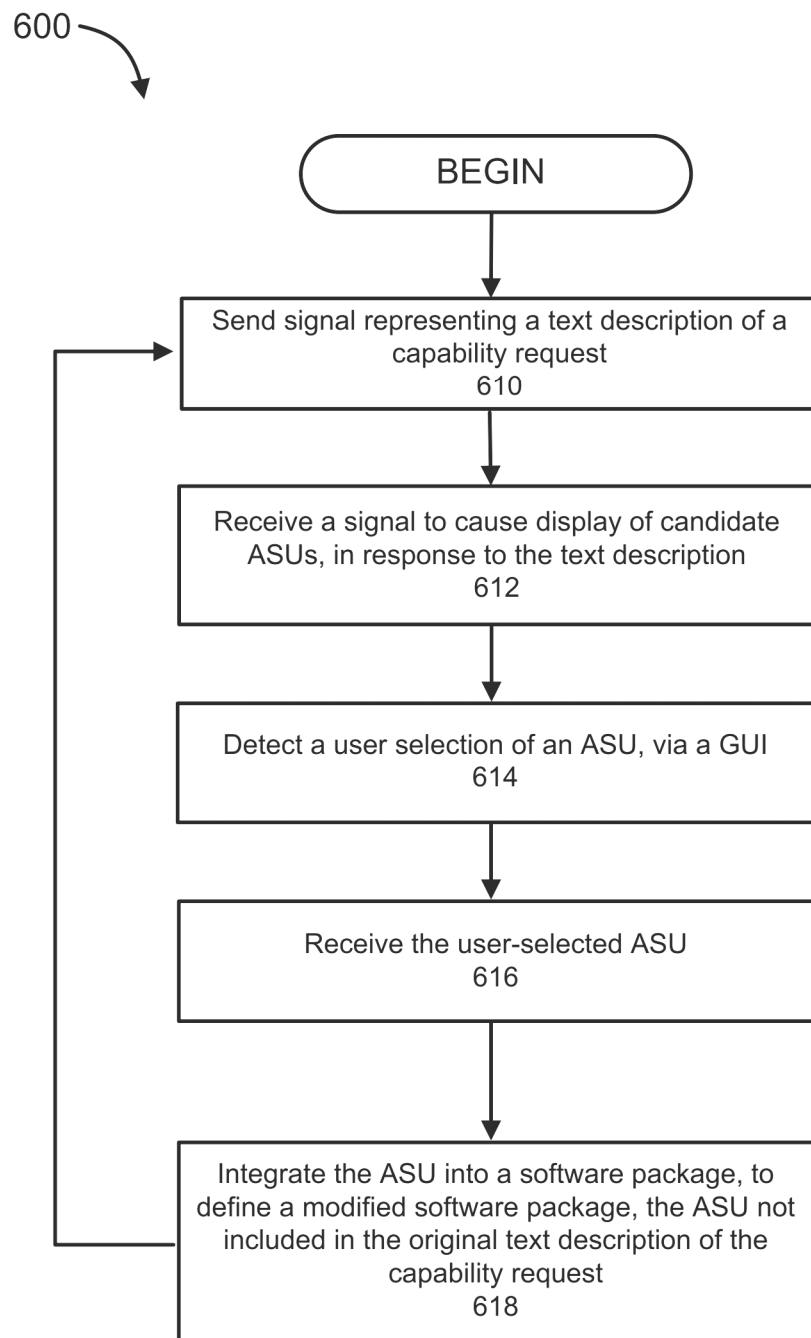 600
BEGIN
Send signal representing a text description of a
capability request
610
Receive a signal to cause display of candidate
ASUs, in response to the text description
612
Detect a user selection of an ASU, via a GUI
614
Receive the user-selected ASU
616
Integrate the ASU into a software package, to
define a modified software package, the ASU not
included in the original text description of the
capability request
618